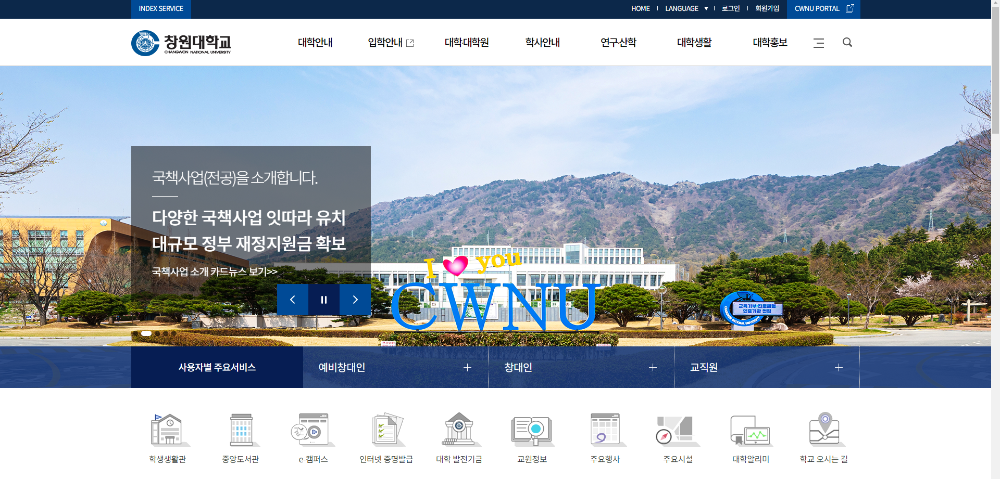 INDEX SERVICE
HOME
LANGUAGE ▼
로그인
회원가입
CWNU PORTAL
창원대학교
CHANGWON NATIONAL UNIVERSITY
대학안내
입학안내
대학·대학원
학사안내
연구·산학
대학생활
대학홍보
국책사업(전공)을 소개합니다.
다양한 국책사업 잇따라 유치
대규모 정부 재정지원금 확보
국책사업 소개 카드뉴스 보기>>
I you
CWNU
교육기부·진로체험
인증기관 선정
CHANGWON NATIONAL UNIVERSITY
사용자별 주요서비스
예비창대인
창대인
교직원
학생생활관
중앙도서관
e-캠퍼스
인터넷 증명발급
대학 발전기금
교원정보
주요행사
주요시설
대학알리미
학교 오시는 길